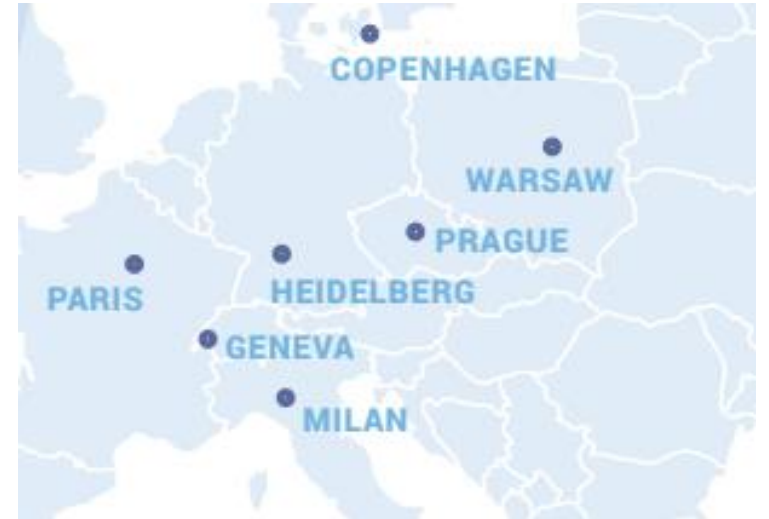 COPENHAGEN
WARSAW
PRAGUE
HEIDELBERG
PARIS
GENEVA
MILAN